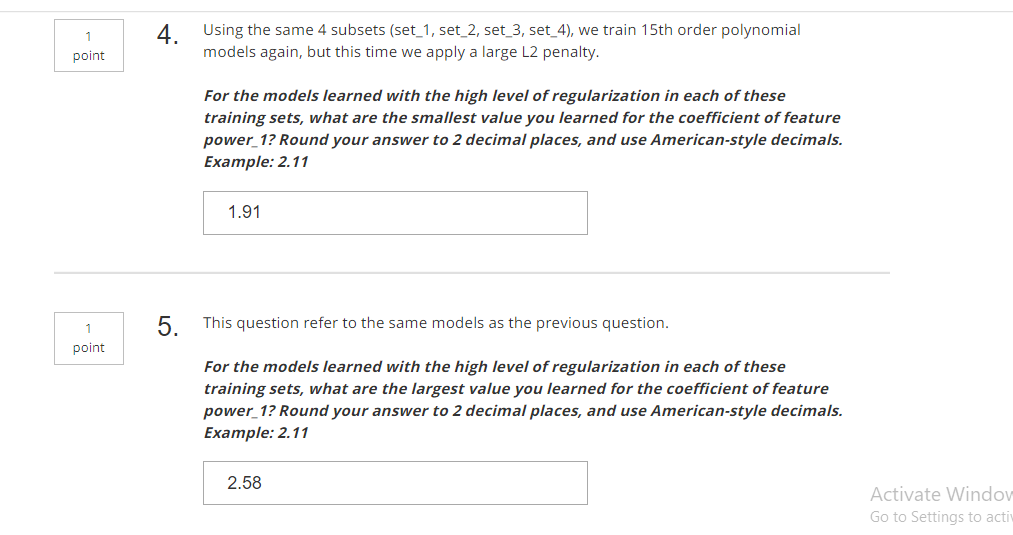 1
point
4.
Using the same 4 subsets (set_1, set_2, set_3, set_4), we train 15th order polynomial
models again, but this time we apply a large L2 penalty.
For the models learned with the high level of regularization in each of these
training sets, what are the smallest value you learned for the coefficient of feature
power_1? Round your answer to 2 decimal places, and use American-style decimals.
Example: 2.11
1.91
1
point
5.
This question refer to the same models as the previous question.
For the models learned with the high level of regularization in each of these
training sets, what are the largest value you learned for the coefficient of feature
power_1? Round your answer to 2 decimal places, and use American-style decimals.
Example: 2.11
2.58
Activate Window
Go to Settings to activ